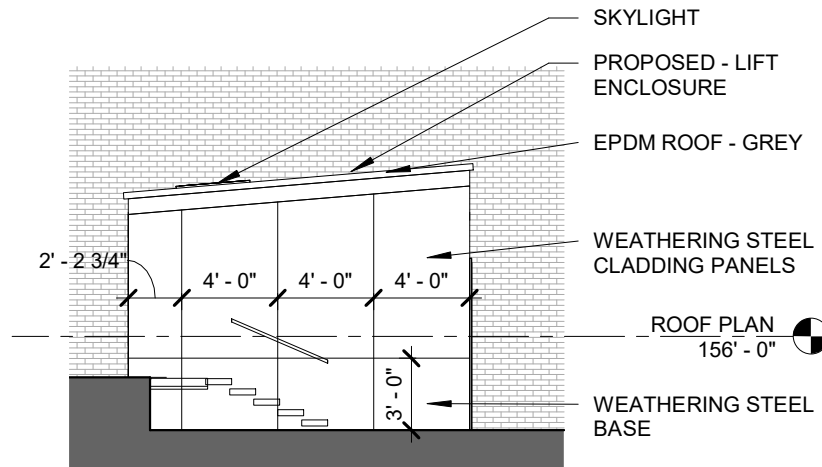 SKYLIGHT
PROPOSED - LIFT
ENCLOSURE
EPDM ROOF - GREY
WEATHERING STEEL
CLADDING PANELS
2' - 2 3/4"
4' - 0"
4' - 0"
4' - 0"
ROOF PLAN
156' - 0"
3' - 0"
WEATHERING STEEL
BASE